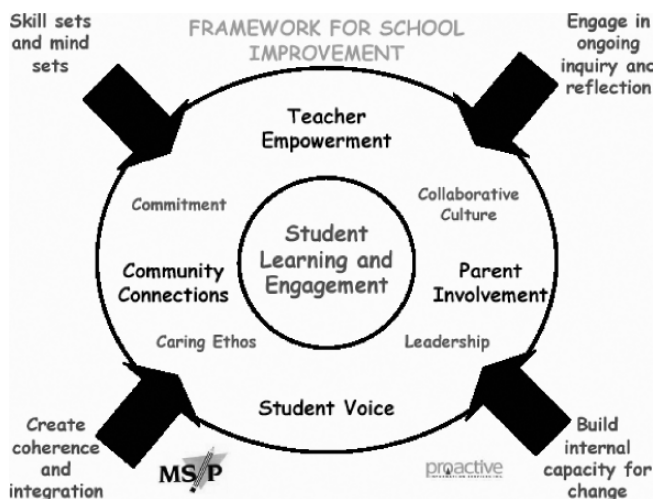 Skill sets
and mind
sets
FRAMEWORK FOR SCHOOL
IMPROVEMENT
Engage in
ongoing
inquiry and
reflection
Teacher
Empowerment
Commitment
Collaborative
Culture
Student
Learning and
Engagement
Community
Connections
Parent
Involvement
Caring Ethos
Leadership
Student Voice
Create
coherence
and
integration
MSIP
proactive
Build
internal
capacity for
change